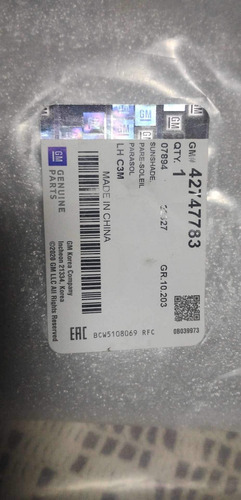 GM# 42747783
QTY. 1
07894
GR.10.203
SUNSHADE
PARE-SOLEIL
PARASOL
LH C3M
MADE IN CHINA
GM
GENUINE
PARTS
GM Korea Company
Incheon 21334, Korea
©2020 GM LLC All Rights Reserved
EAC
BCW5108069 RFC
0B039973